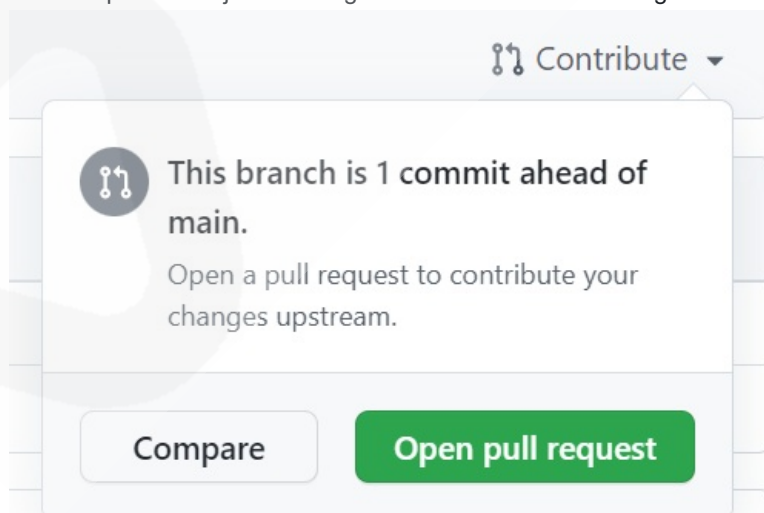 Contribute
This branch is 1 commit ahead of
main.
Open a pull request to contribute your
changes upstream.
Compare
Open pull request